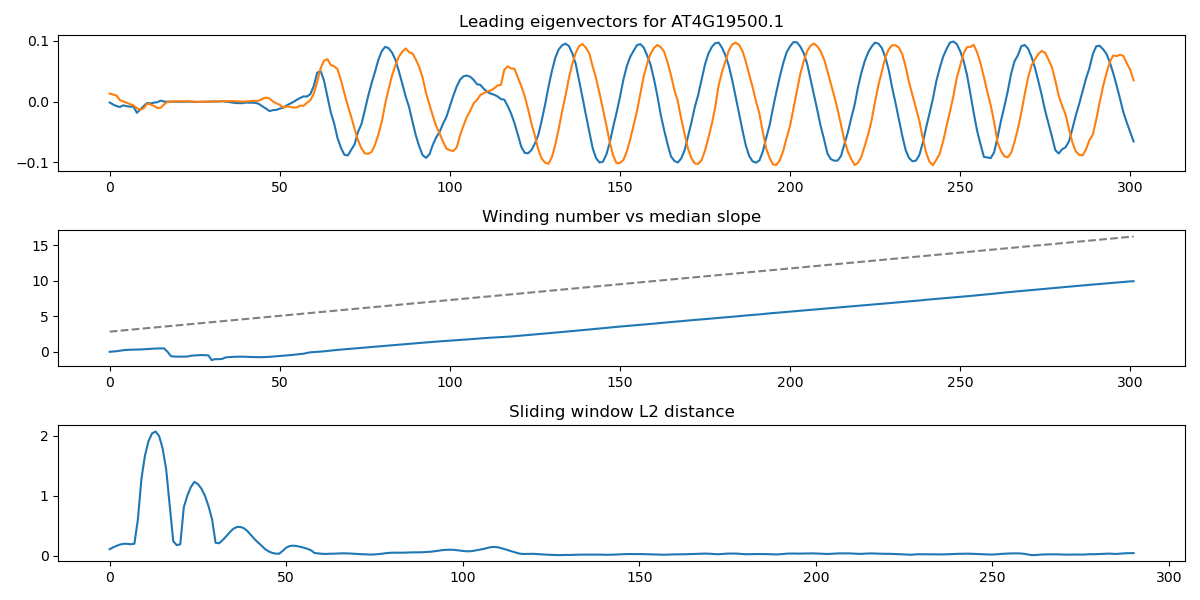 Leading eigenvectors for AT4G19500.1
0.1
0.0
−0.1
0 50 100 150 200 250 300
Winding number vs median slope
15
10
5
0
0 50 100 150 200 250 300
Sliding window L2 distance
2
1
0
0 50 100 150 200 250 300